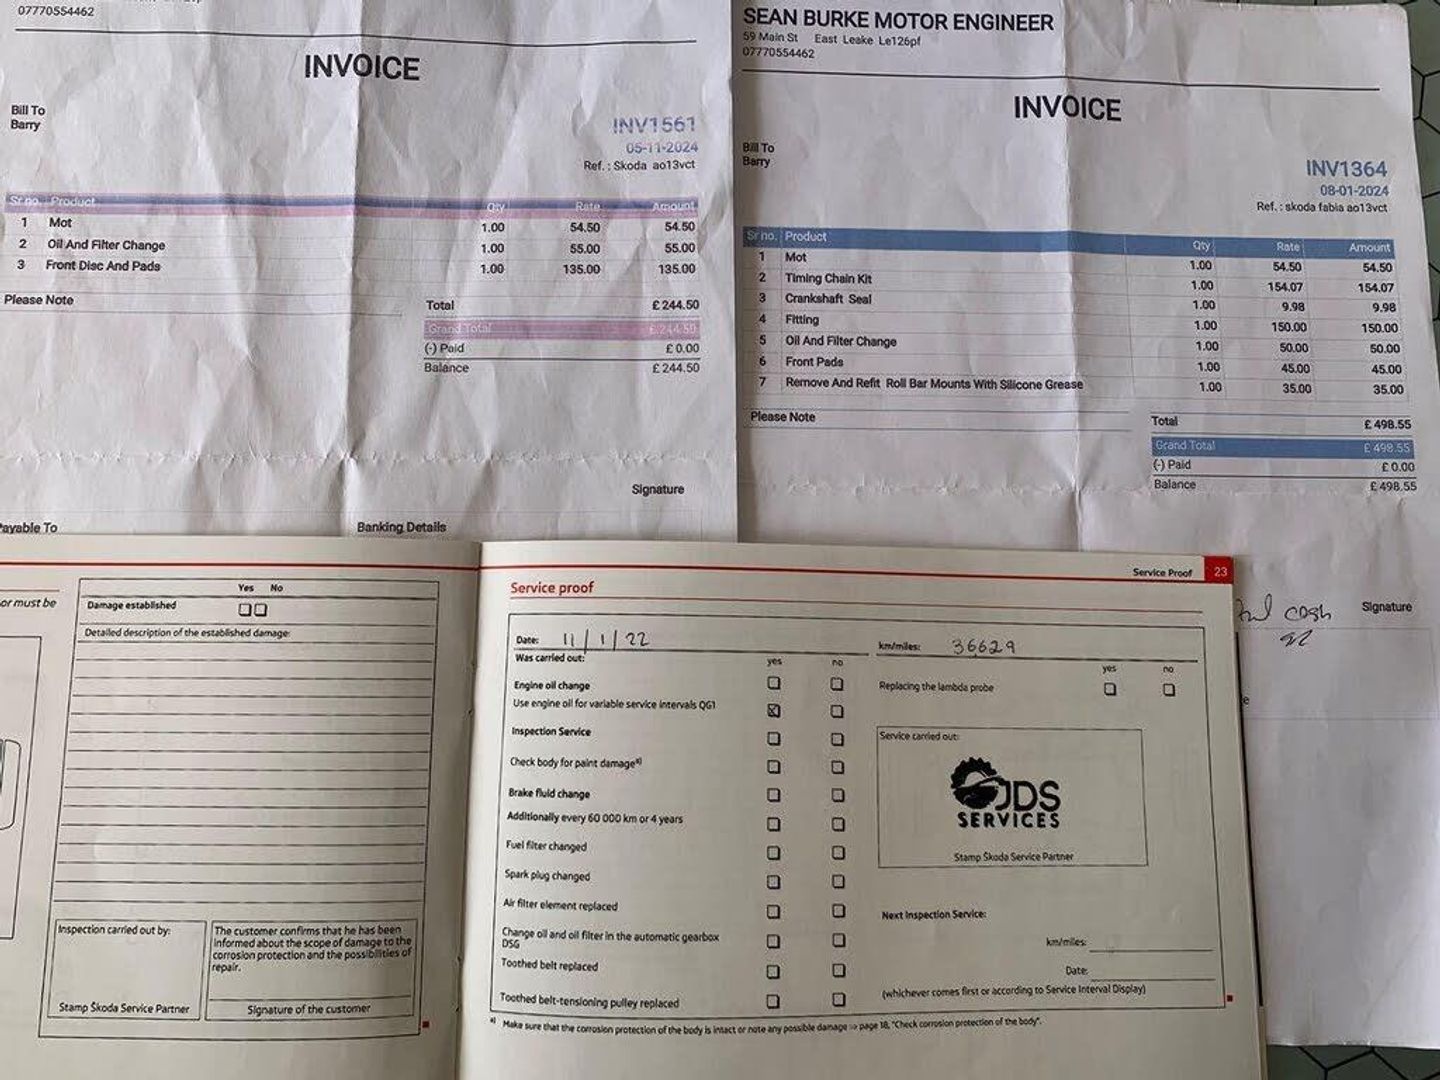 07770554462
INVOICE
Bill To
Barry
INV1561
05-11-2024
Ref. : Skoda ao13vct
Sr no. Product Qty Rate Amount
1 Mot 1.00 54.50 54.50
2 Oil And Filter Change 1.00 55.00 55.00
3 Front Disc And Pads 1.00 135.00 135.00
Please Note
Total £ 244.50
Grand Total £ 244.50
(-) Paid £ 0.00
Balance £ 244.50
Signature
Payable To Banking Details
SEAN BURKE MOTOR ENGINEER
59 Main St East Leake Le126pf
07770554462
INVOICE
Bill To
Barry
INV1364
08-01-2024
Ref. : skoda fabia ao13vct
Sr no. Product Qty Rate Amount
1 Mot 1.00 54.50 54.50
2 Timing Chain Kit 1.00 154.07 154.07
3 Crankshaft Seal 1.00 9.98 9.98
4 Fitting 1.00 150.00 150.00
5 Oil And Filter Change 1.00 50.00 50.00
6 Front Pads 1.00 45.00 45.00
7 Remove And Refit Roll Bar Mounts With Silicone Grease 1.00 35.00 35.00
Please Note
Total £ 498.55
Grand Total £ 498.55
(-) Paid £ 0.00
Balance £ 498.55
cash
Signature
or must be
Yes No
Damage established
Detailed description of the established damage:
Inspection carried out by:
Stamp Škoda Service Partner
The customer confirms that he has been
informed about the scope of damage to the
corrosion protection and the possibilities of
repair.
Signature of the customer
Service Proof 23
Service proof
Date: 11/1/22
km/miles: 36629
Was carried out: yes no
Engine oil change
Use engine oil for variable service intervals QG1
Inspection Service
Check body for paint damage a)
Brake fluid change
Additionally every 60 000 km or 4 years
Fuel filter changed
Spark plug changed
Air filter element replaced
Change oil and oil filter in the automatic gearbox
DSG
Toothed belt replaced
Toothed belt-tensioning pulley replaced
yes no
Replacing the lambda probe
Service carried out:
JDS
SERVICES
Stamp Škoda Service Partner
Next Inspection Service:
km/miles:
Date:
(whichever comes first or according to Service Interval Display)
a) Make sure that the corrosion protection of the body is intact or note any possible damage ⇒ page 18, "Check corrosion protection of the body".